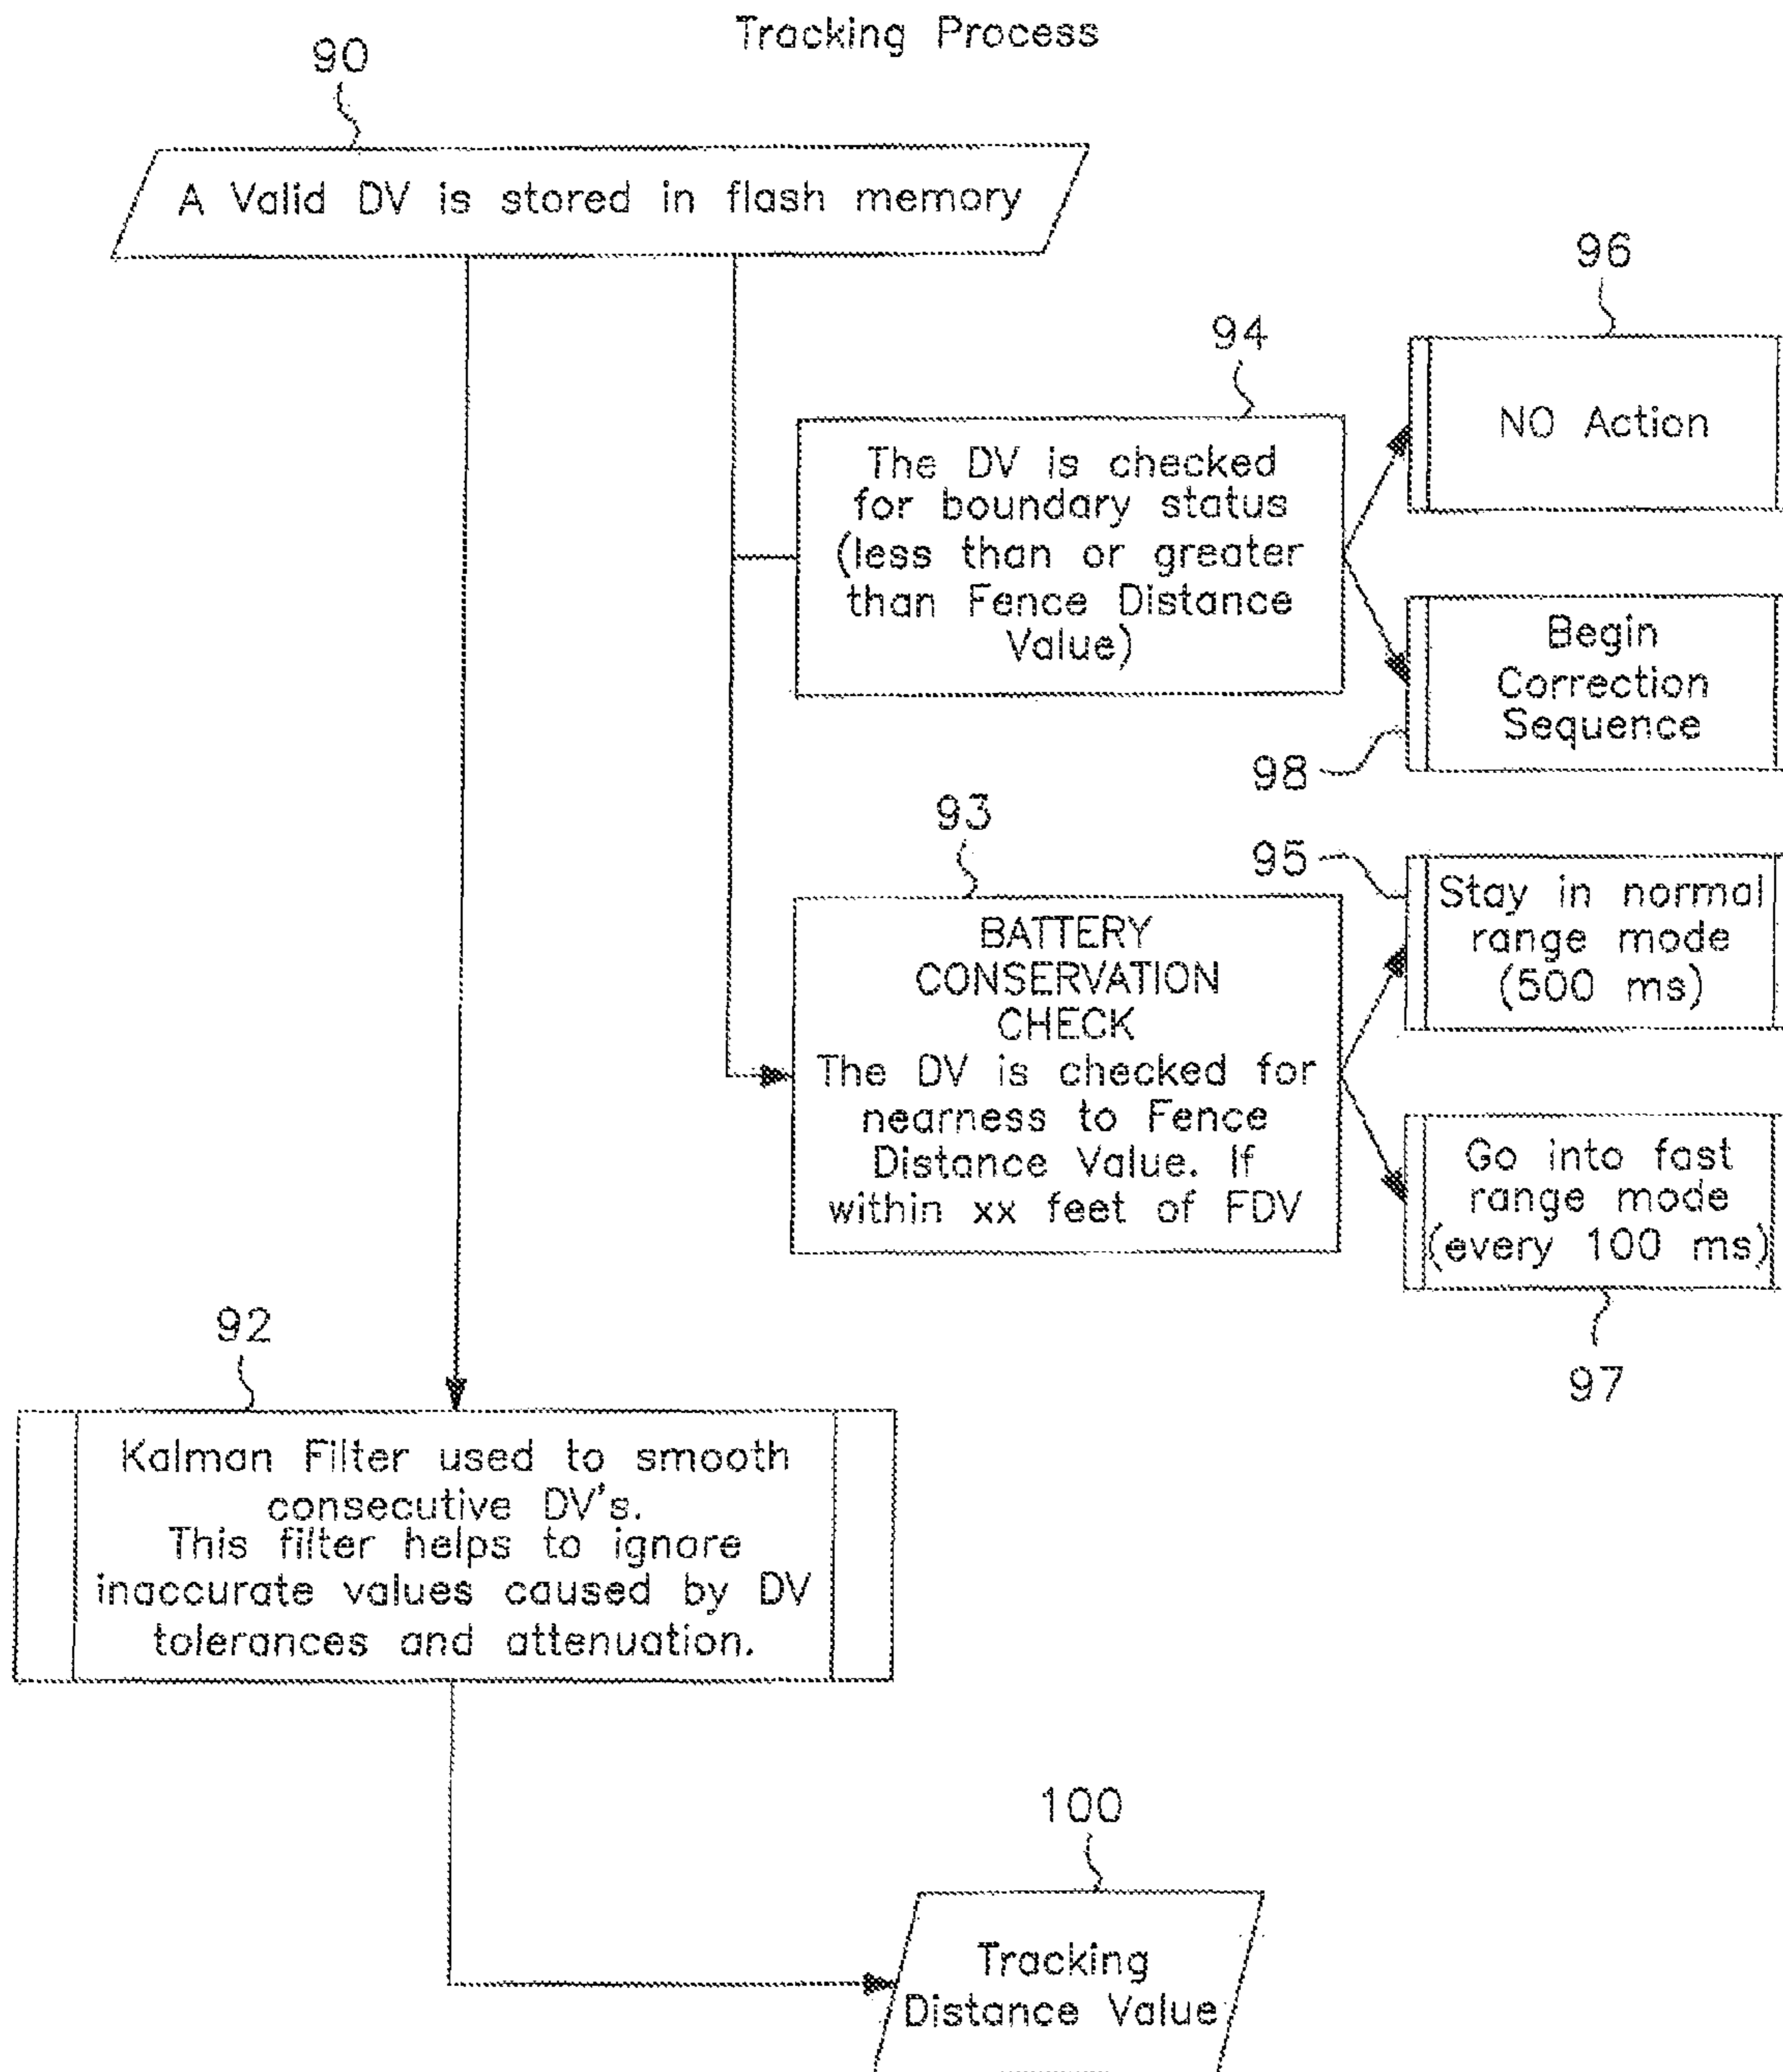 Tracking Process
90
A Valid DV is stored in flash memory
96
94
NO Action
The DV is checked
for boundary status
(less than or greater
than Fence Distance
Value)
Begin
Correction
Sequence
98
93
95
Stay in normal
range mode
(500 ms)
BATTERY
CONSERVATION
CHECK
The DV is checked for
nearness to Fence
Distance Value. If
within xx feet of FDV
Go into fast
range mode
(every 100 ms)
97
92
Kalman Filter used to smooth
consecutive DV's.
This filter helps to ignore
inaccurate values caused by DV
tolerances and attenuation.
100
Tracking
Distance Value